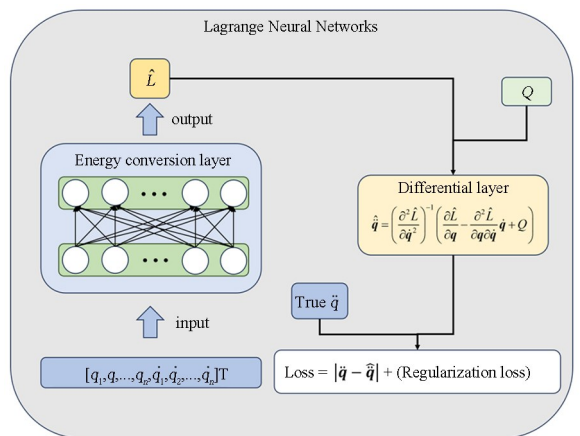 Lagrange Neural Networks
L̂
Q
output
Energy conversion layer
• • •
• • •
Differential layer
q̈̂ = (∂²L̂/∂q̇²)⁻¹ (∂L̂/∂q − ∂²L̂/∂q∂q̇ q̇ + Q)
input
True q̈
[q₁,q,...,qₙ,q̇₁,q̇₂,...,q̇ₙ]T
Loss = |q̈ − q̈̂| + (Regularization loss)